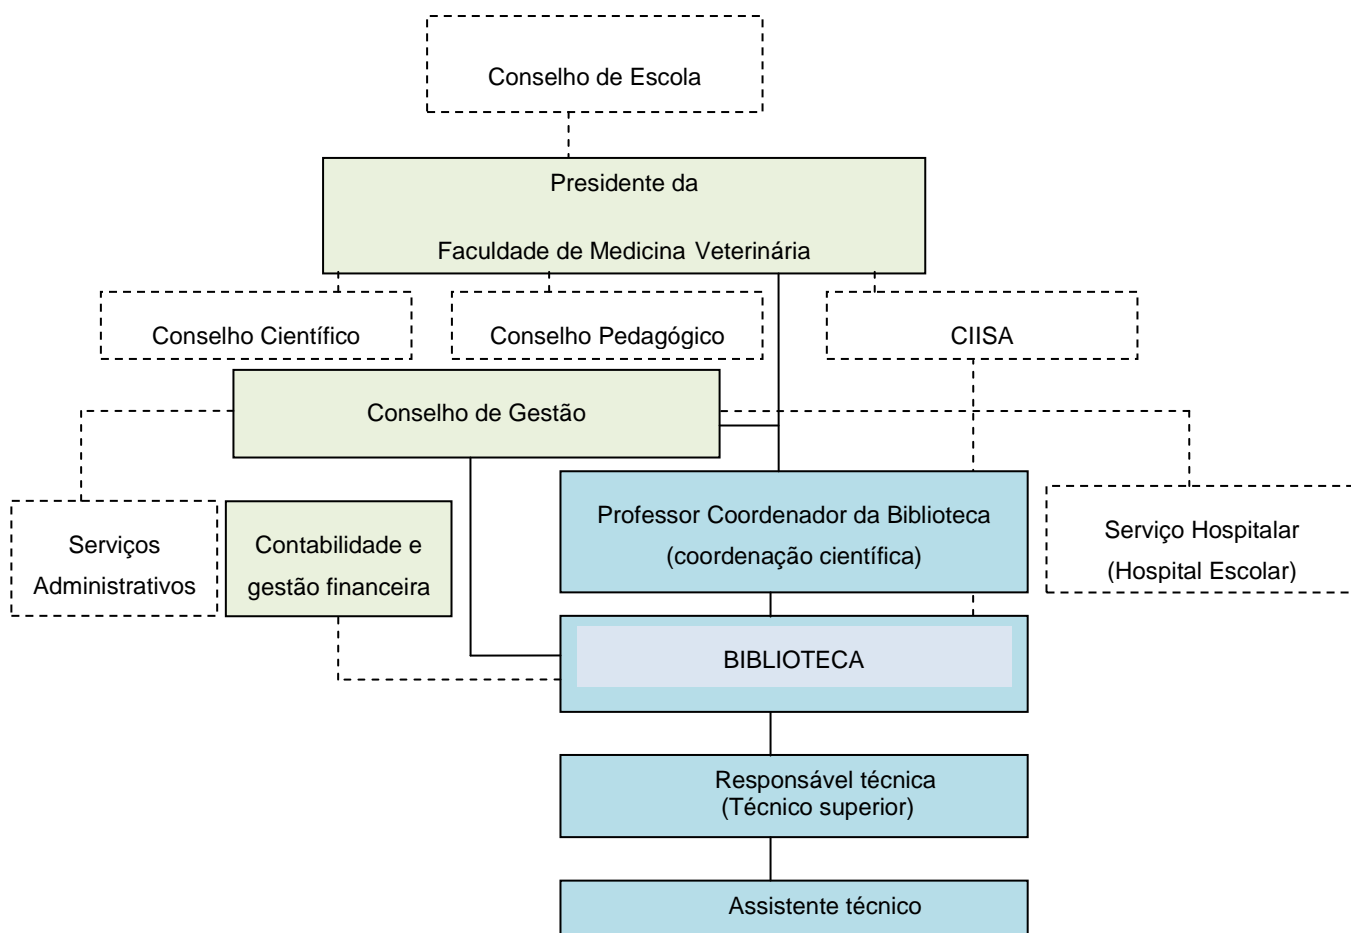 Conselho de Escola
Presidente da
Faculdade de Medicina Veterinária
Conselho Científico
Conselho Pedagógico
CIISA
Conselho de Gestão
Serviços
Administrativos
Contabilidade e
gestão financeira
Professor Coordenador da Biblioteca
(coordenação científica)
Serviço Hospitalar
(Hospital Escolar)
BIBLIOTECA
Responsável técnica
(Técnico superior)
Assistente técnico